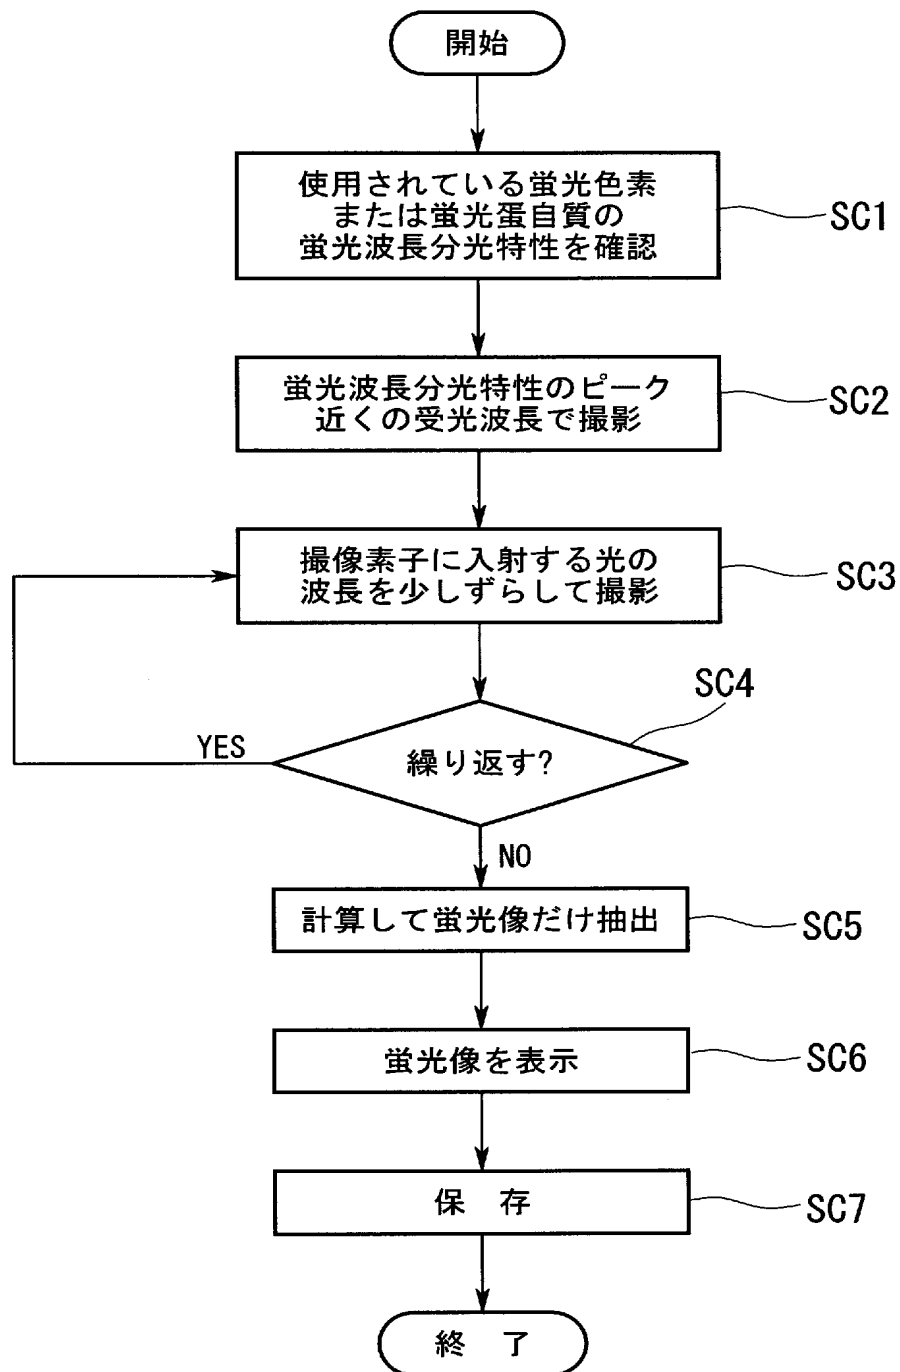 開始
使用されている蛍光色素
または蛍光蛋白質の
蛍光波長分光特性を確認
SC1
蛍光波長分光特性のピーク
近くの受光波長で撮影
SC2
撮像素子に入射する光の
波長を少しずらして撮影
SC3
SC4
YES
繰り返す?
NO
計算して蛍光像だけ抽出
SC5
蛍光像を表示
SC6
保 存
SC7
終 了